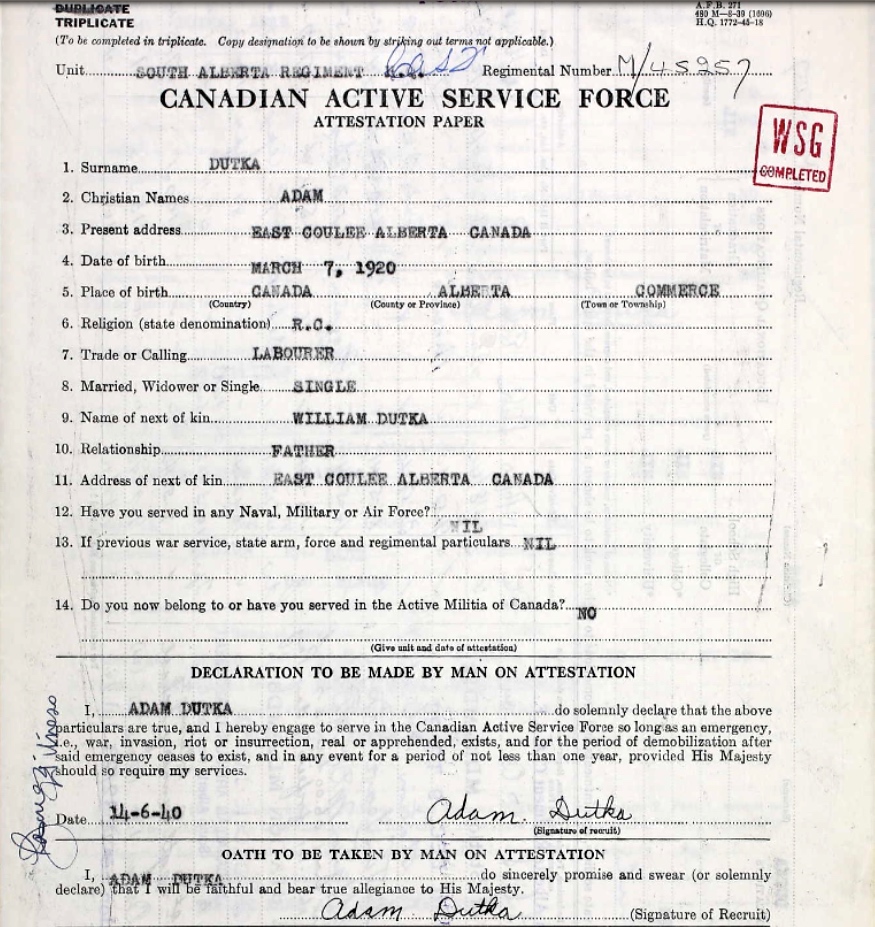 DUPLICATE
TRIPLICATE
A.F.B. 271
H.Q. 1772-45-18
(To be completed in triplicate. Copy designation to be shown by striking out terms not applicable.)
Unit SOUTH ALBERTA REGIMENT Regimental Number M/45257
CANADIAN ACTIVE SERVICE FORCE
ATTESTATION PAPER
WSG
COMPLETED
1. Surname DUTKA
2. Christian Names ADAM
3. Present address EAST COULEE ALBERTA CANADA
4. Date of birth MARCH 7, 1920
5. Place of birth CANADA ALBERTA COMMERCE
(Country) (County or Province) (Town or Township)
6. Religion (state denomination) R.C.
7. Trade or Calling LABOURER
8. Married, Widower or Single SINGLE
9. Name of next of kin WILLIAM DUTKA
10. Relationship FATHER
11. Address of next of kin EAST COULEE ALBERTA CANADA
12. Have you served in any Naval, Military or Air Force? NIL
13. If previous war service, state arm, force and regimental particulars NIL
14. Do you now belong to or have you served in the Active Militia of Canada? NO
(Give unit and date of attestation)
DECLARATION TO BE MADE BY MAN ON ATTESTATION
I, ADAM DUTKA do solemnly declare that the above
particulars are true, and I hereby engage to serve in the Canadian Active Service Force so long as an emergency,
i.e., war, invasion, riot or insurrection, real or apprehended, exists, and for the period of demobilization after
said emergency ceases to exist, and in any event for a period of not less than one year, provided His Majesty
should so require my services.
Date 14-6-40 Adam Dutka
(Signature of recruit)
OATH TO BE TAKEN BY MAN ON ATTESTATION
I, ADAM DUTKA do sincerely promise and swear (or solemnly
declare) that I will be faithful and bear true allegiance to His Majesty.
Adam Dutka (Signature of Recruit)